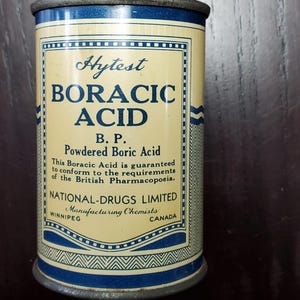 Hytest
BORACIC
ACID
B. P.
Powdered Boric Acid
This Boracic Acid is guaranteed
to conform to the requirements
of the British Pharmacopoeia.
NATIONAL-DRUGS LIMITED
Manufacturing Chemists
WINNIPEG CANADA